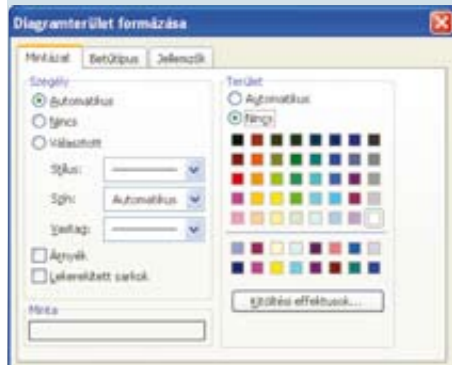 Diagramterület formázása
Mintázat Betűtípus Jellemzők
Szegély
Automatikus
Nincs
Választott
Stílus:
Szín: Automatikus
Vastag:
Árnyék
Lekerekített sarkok
Minta
Terület
Automatikus
Nincs
Kitöltési effektusok...